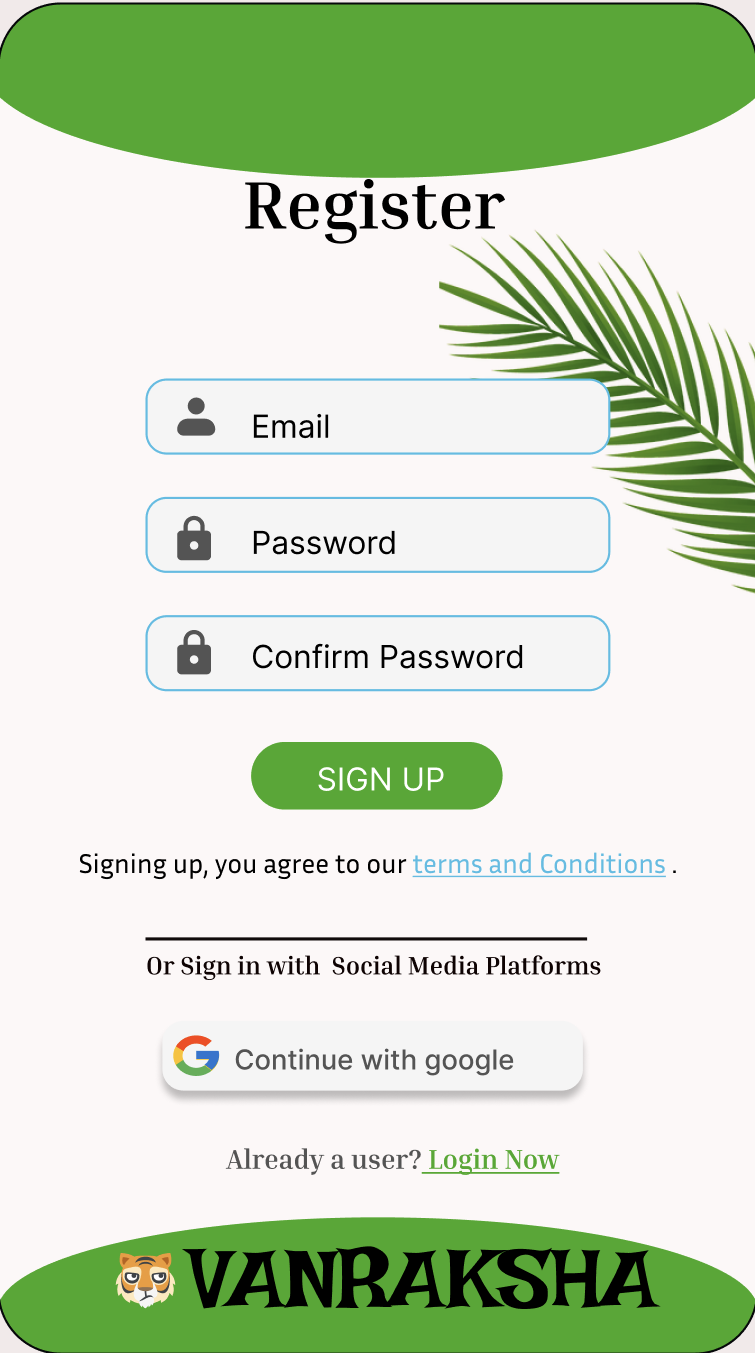 Register
Email
Password
Confirm Password
SIGN UP
Signing up, you agree to our terms and Conditions .
Or Sign in with Social Media Platforms
Continue with google
Already a user? Login Now
VANRAKSHA